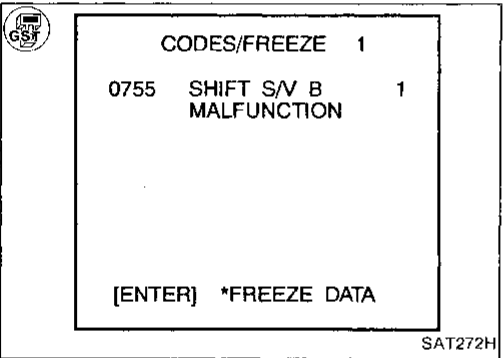 GST
CODES/FREEZE 1
0755 SHIFT S/V B 1
MALFUNCTION
[ENTER] *FREEZE DATA
SAT272H